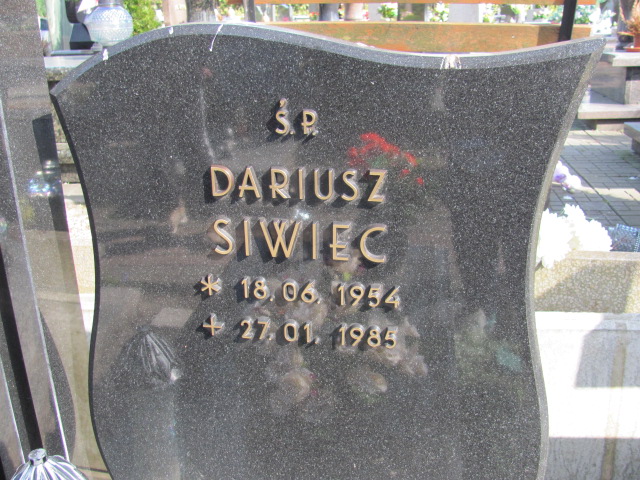 Ś.P.
DARIUSZ
SIWIEC
* 18.06.1954
+ 27.01.1985